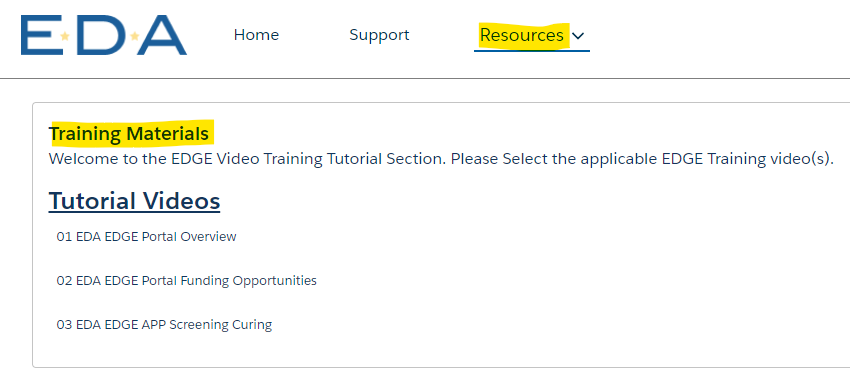 EDA
Home Support Resources
Training Materials
Welcome to the EDGE Video Training Tutorial Section. Please Select the applicable EDGE Training video(s).
Tutorial Videos
01 EDA EDGE Portal Overview
02 EDA EDGE Portal Funding Opportunities
03 EDA EDGE APP Screening Curing